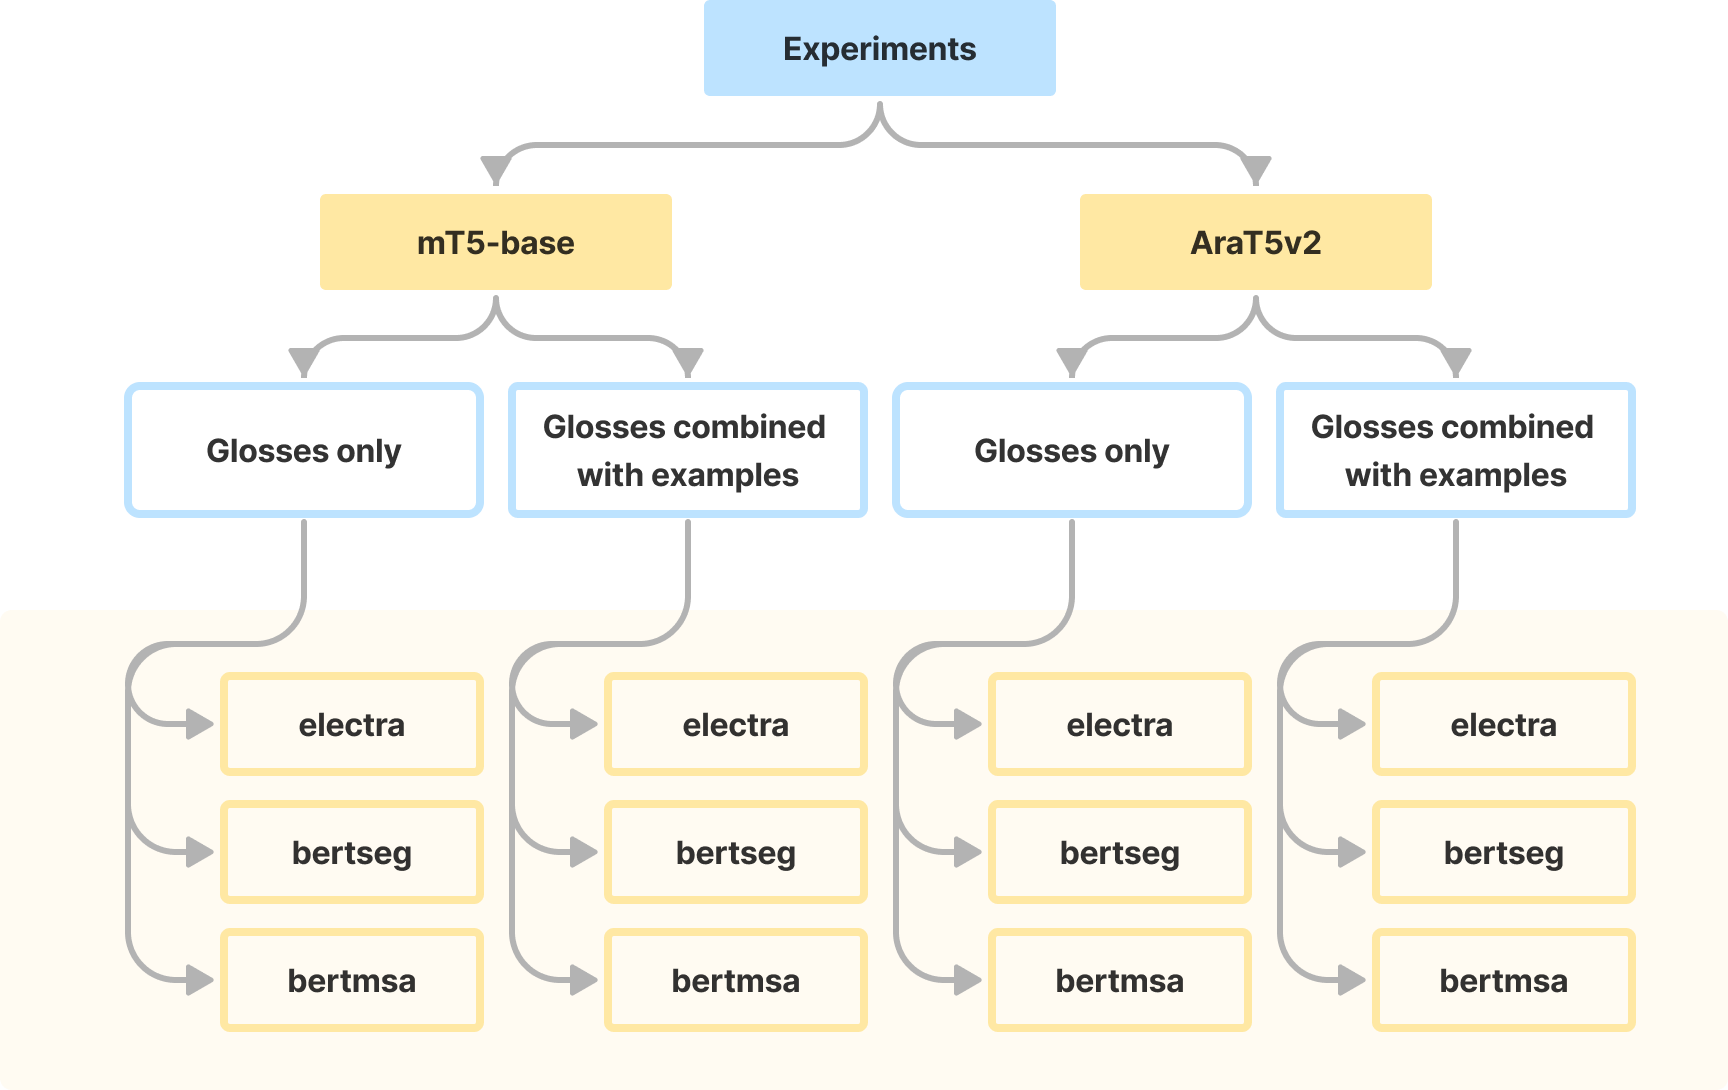 Experiments
mT5-base
AraT5v2
Glosses only
Glosses combined
with examples
Glosses only
Glosses combined
with examples
electra
electra
electra
electra
bertseg
bertseg
bertseg
bertseg
bertmsa
bertmsa
bertmsa
bertmsa